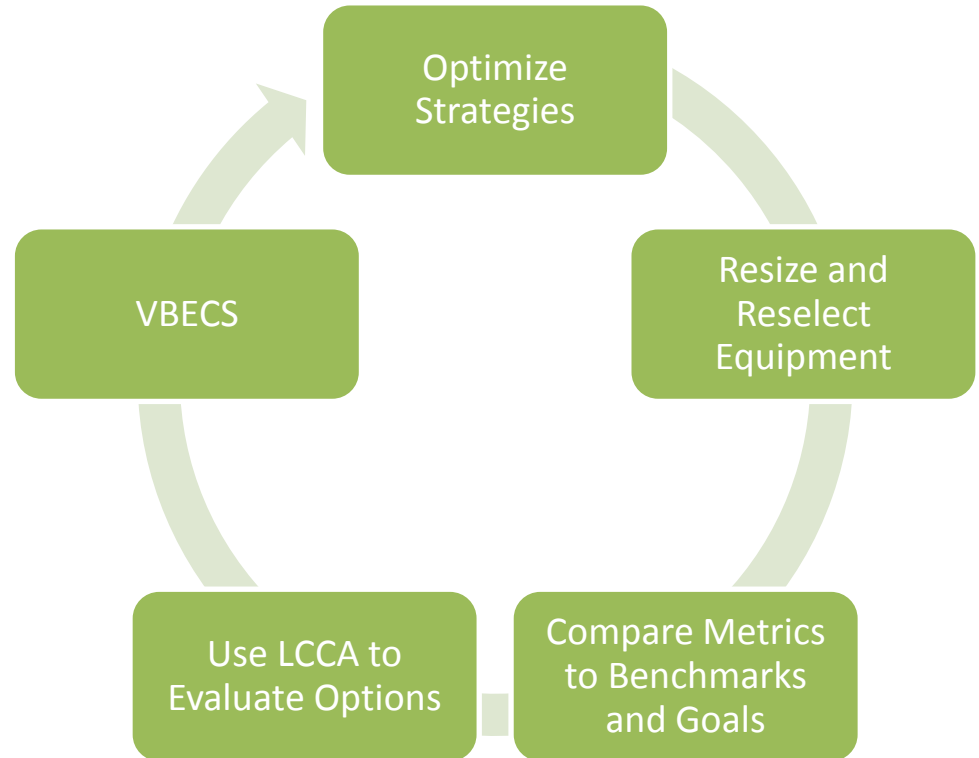 Optimize
Strategies
Resize and
Reselect
Equipment
Compare Metrics
to Benchmarks
and Goals
Use LCCA to
Evaluate Options
VBECS